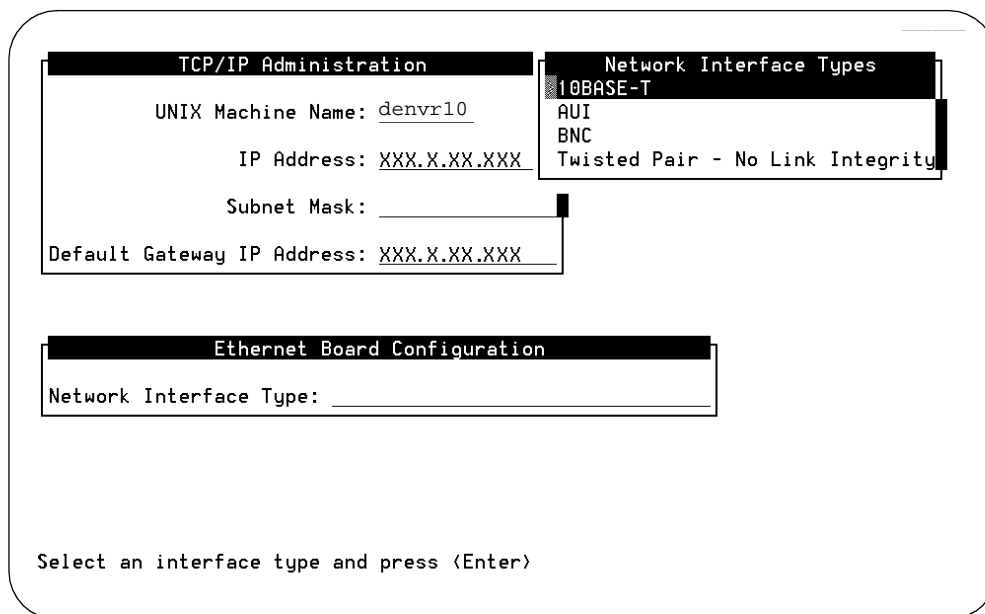 TCP/IP Administration
UNIX Machine Name: denvr10
IP Address: XXX.X.XX.XXX
Subnet Mask:
Default Gateway IP Address: XXX.X.XX.XXX
Network Interface Types
10BASE-T
AUI
BNC
Twisted Pair - No Link Integrity
Ethernet Board Configuration
Network Interface Type:
Select an interface type and press <Enter>